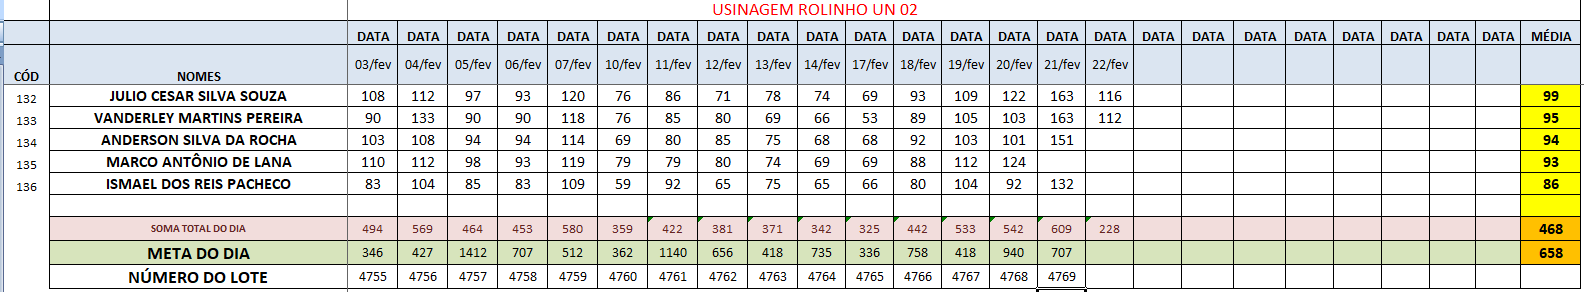 USINAGEM ROLINHO UN 02
DATA DATA DATA DATA DATA DATA DATA DATA DATA DATA DATA DATA DATA DATA DATA DATA DATA DATA DATA DATA DATA DATA DATA DATA MÉDIA
CÓD NOMES 03/fev 04/fev 05/fev 06/fev 07/fev 10/fev 11/fev 12/fev 13/fev 14/fev 17/fev 18/fev 19/fev 20/fev 21/fev 22/fev
132 JULIO CESAR SILVA SOUZA 108 112 97 93 120 76 86 71 78 74 69 93 109 122 163 116 99
133 VANDERLEY MARTINS PEREIRA 90 133 90 90 118 76 85 80 69 66 53 89 105 103 163 112 95
134 ANDERSON SILVA DA ROCHA 103 108 94 94 114 69 80 85 75 68 68 92 103 101 151 94
135 MARCO ANTÔNIO DE LANA 110 112 98 93 119 79 79 80 74 69 69 88 112 124 93
136 ISMAEL DOS REIS PACHECO 83 104 85 83 109 59 92 65 75 65 66 80 104 92 132 86
SOMA TOTAL DO DIA 494 569 464 453 580 359 422 381 371 342 325 442 533 542 609 228 468
META DO DIA 346 427 1412 707 512 362 1140 656 418 735 336 758 418 940 707 658
NÚMERO DO LOTE 4755 4756 4757 4758 4759 4760 4761 4762 4763 4764 4765 4766 4767 4768 4769